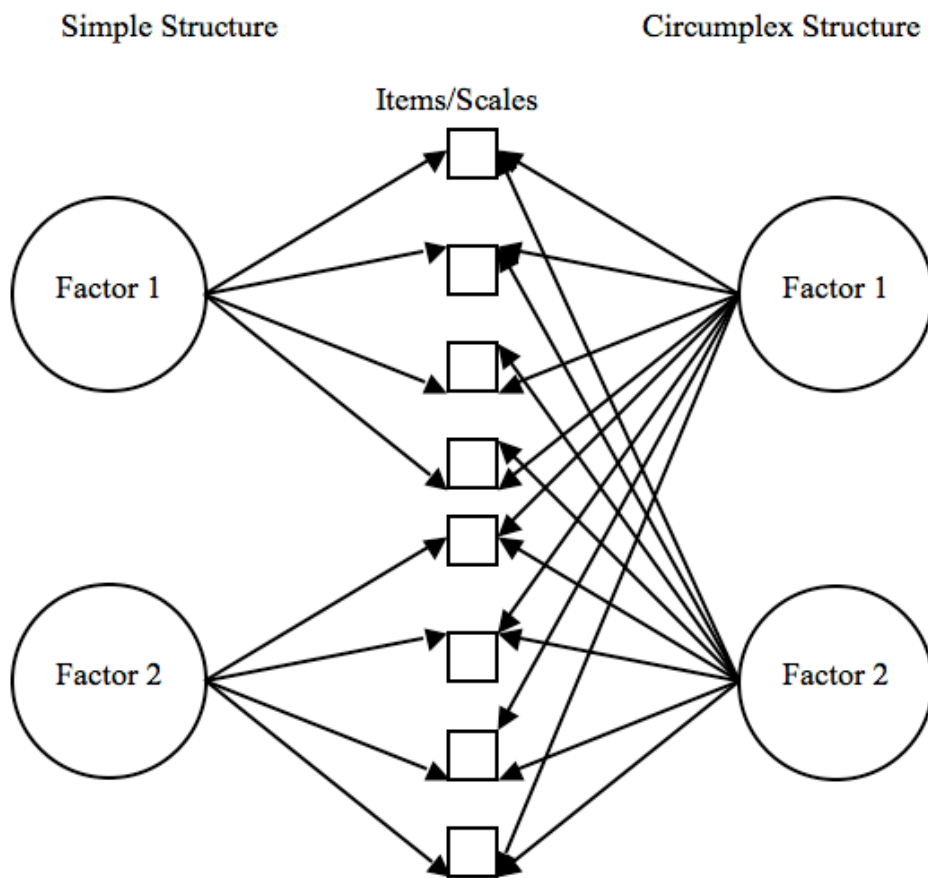 Simple Structure
Circumplex Structure
Items/Scales
Factor 1
Factor 1
Factor 2
Factor 2